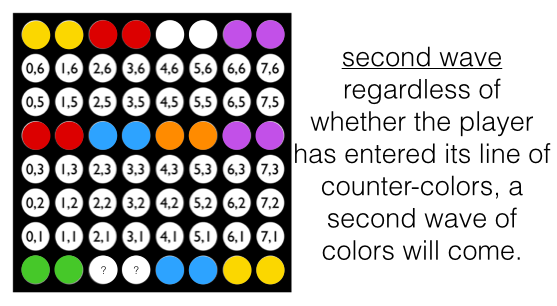 0,6 1,6 2,6 3,6 4,6 5,6 6,6 7,6
0,5 1,5 2,5 3,5 4,5 5,5 6,5 7,5
0,3 1,3 2,3 3,3 4,3 5,3 6,3 7,3
0,2 1,2 2,2 3,2 4,2 5,2 6,2 7,2
0,1 1,1 2,1 3,1 4,1 5,1 6,1 7,1
? ?
second wave
regardless of
whether the player
has entered its line of
counter-colors, a
second wave of
colors will come.